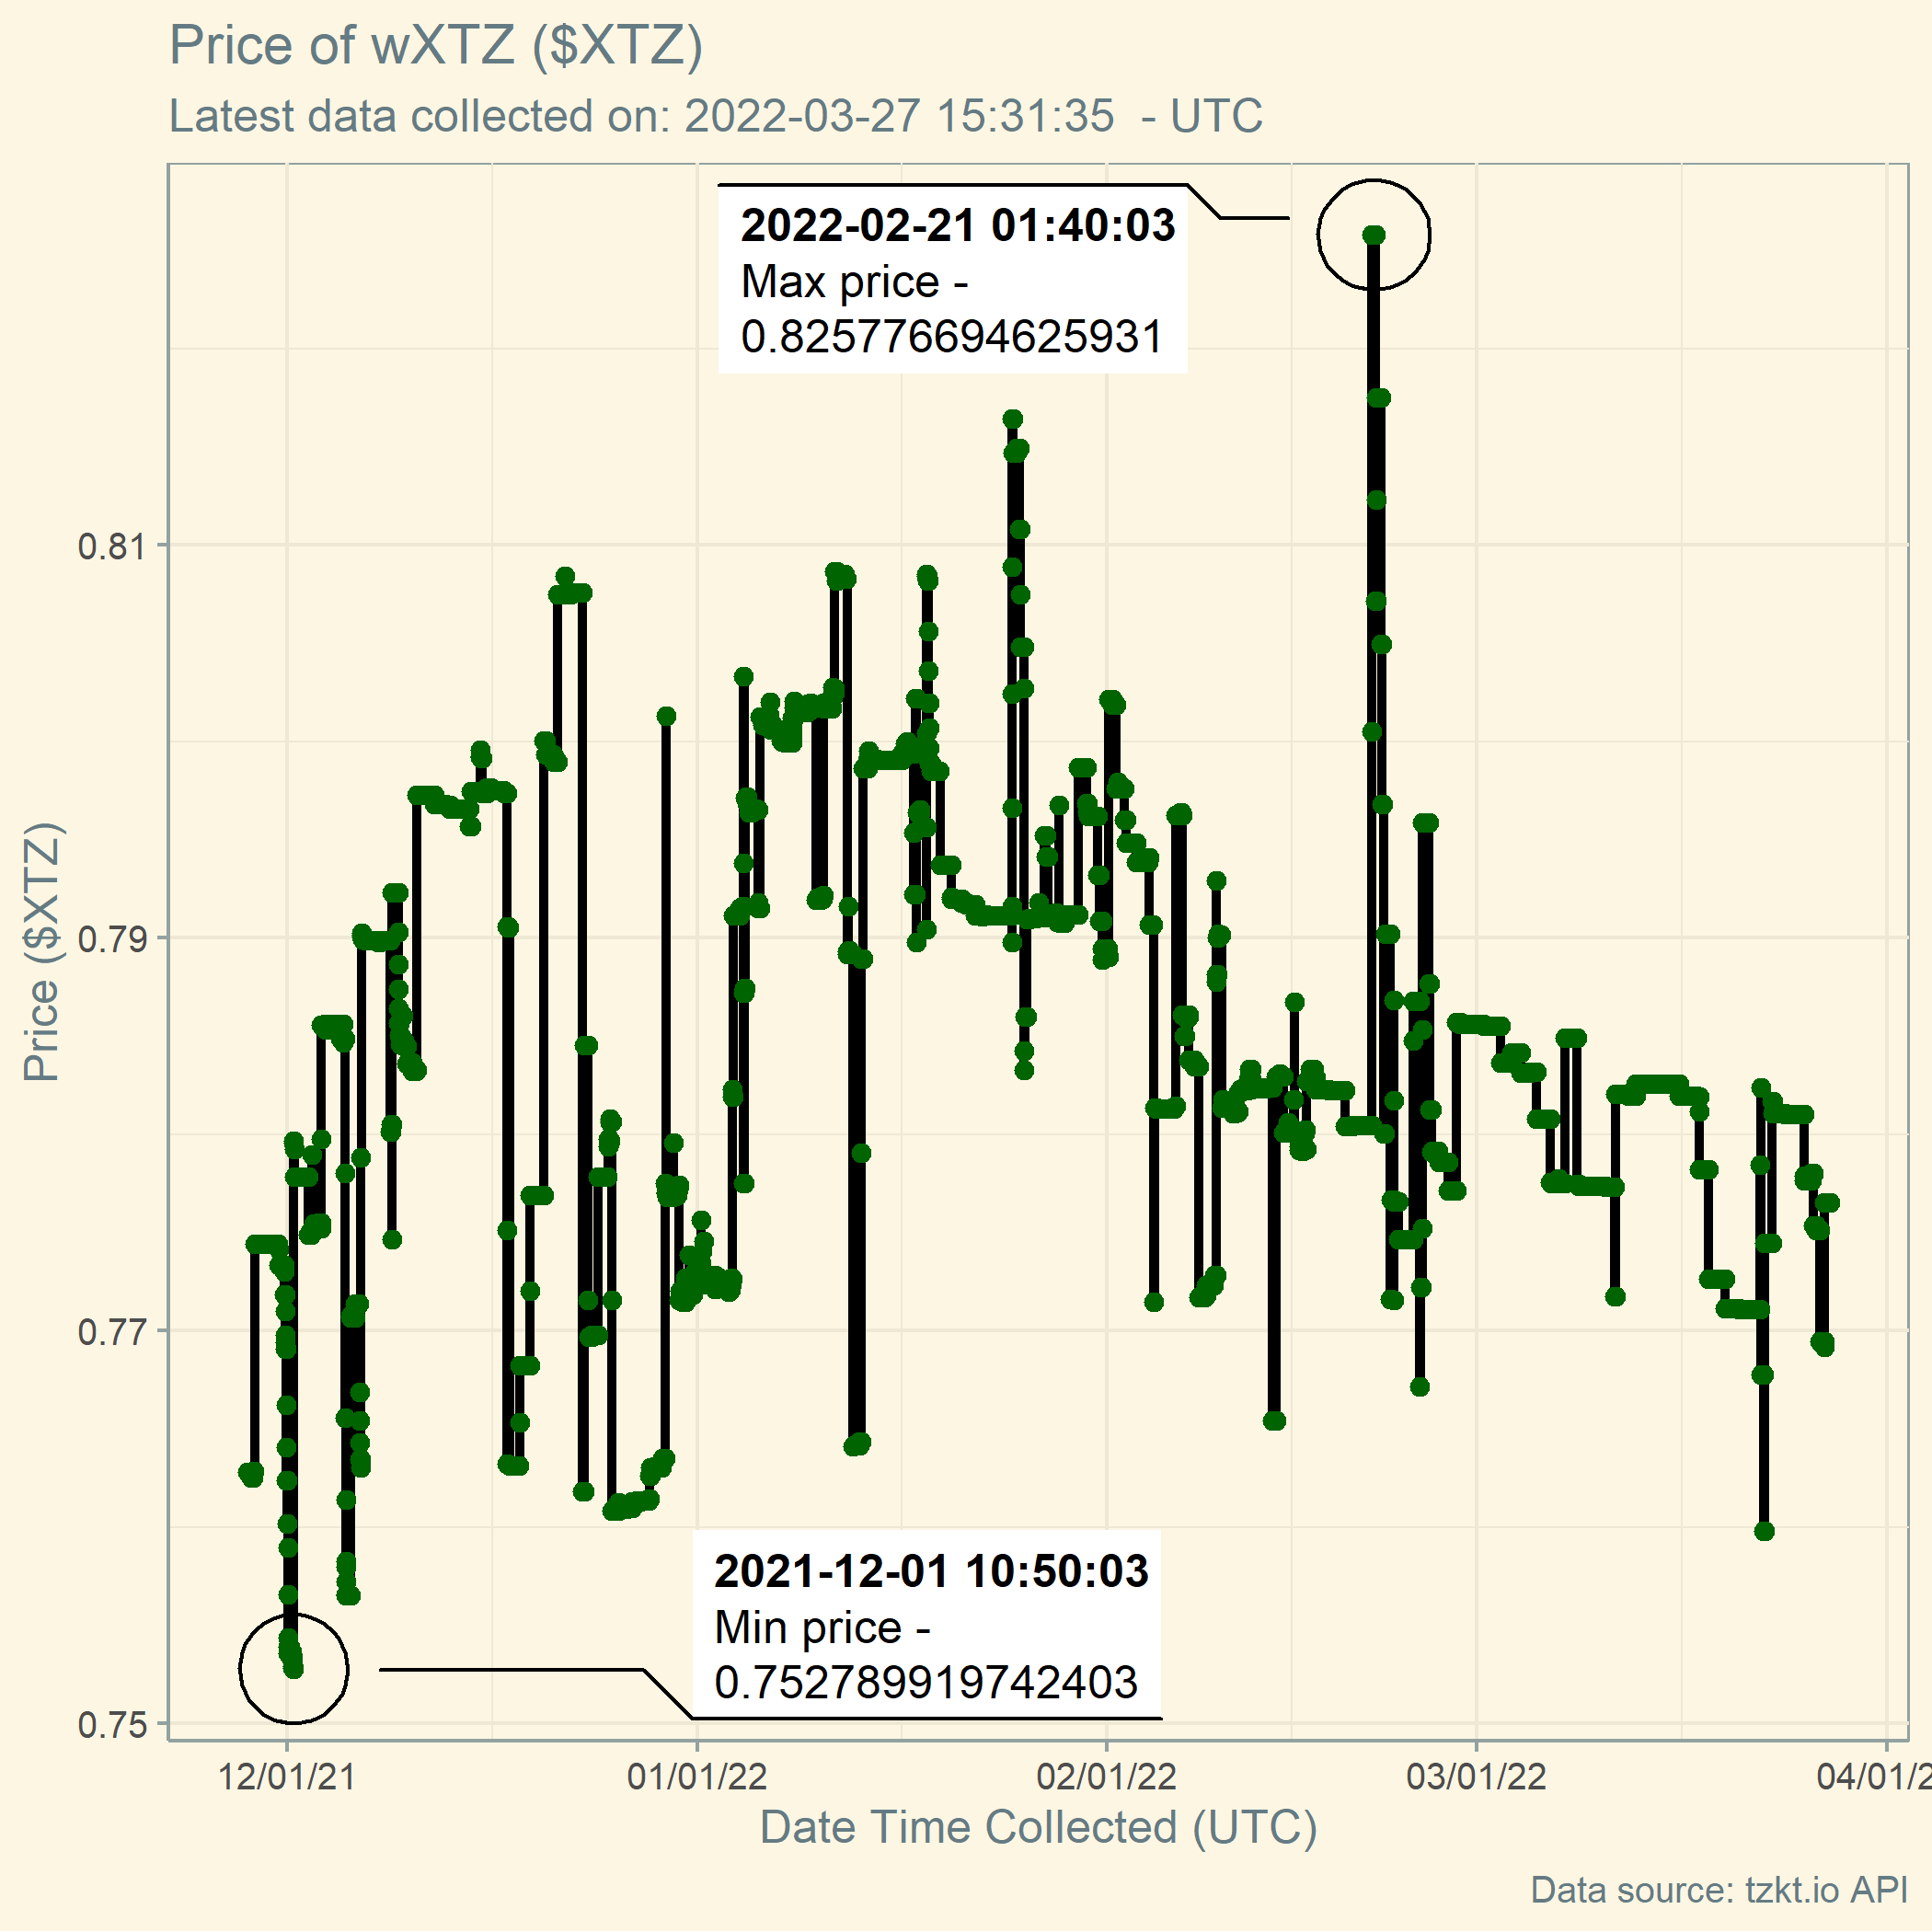 Price of wXTZ ($XTZ)
Latest data collected on: 2022-03-27 15:31:35 - UTC
2022-02-21 01:40:03
Max price -
0.825776694625931
0.81
0.79
0.77
0.75
Price ($XTZ)
2021-12-01 10:50:03
Min price -
0.752789919742403
12/01/21 01/01/22 02/01/22 03/01/22 04/01/2
Date Time Collected (UTC)
Data source: tzkt.io API